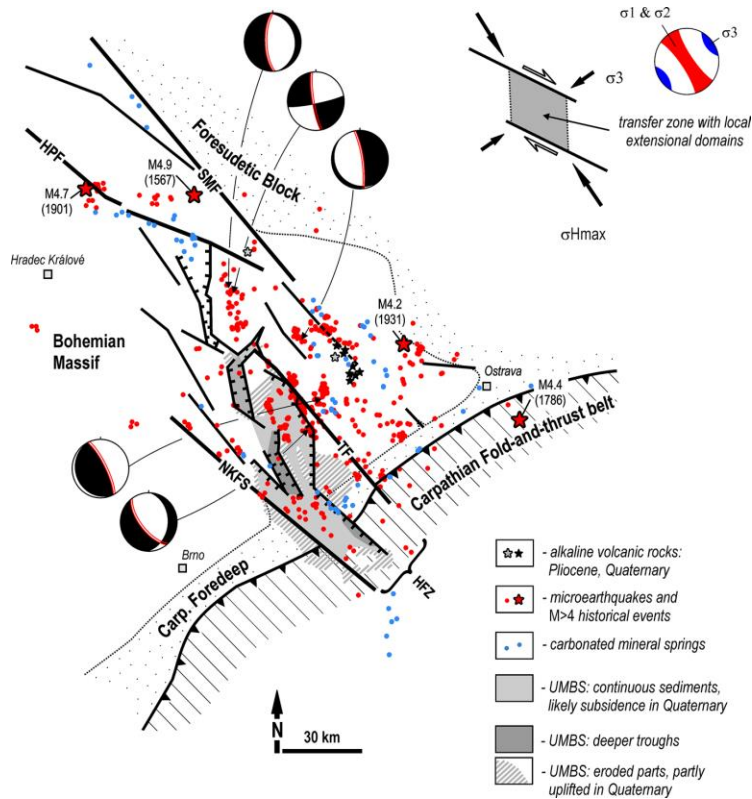 σ1 & σ2
σ3
σ3
transfer zone with local
extensional domains
σHmax
Foresudetic Block
HPF
SMF
M4.9
(1567)
M4.7
(1901)
Hradec Králové
Bohemian
Massif
M4.2
(1931)
Ostrava
M4.4
(1786)
Carpathian Fold-and-thrust belt
TF
NKFS
Brno
HFZ
Carp. Foredeep
N
30 km
- alkaline volcanic rocks:
Pliocene, Quaternary
- microearthquakes and
M>4 historical events
- carbonated mineral springs
- UMBS: continuous sediments,
likely subsidence in Quaternary
- UMBS: deeper troughs
- UMBS: eroded parts, partly
uplifted in Quaternary